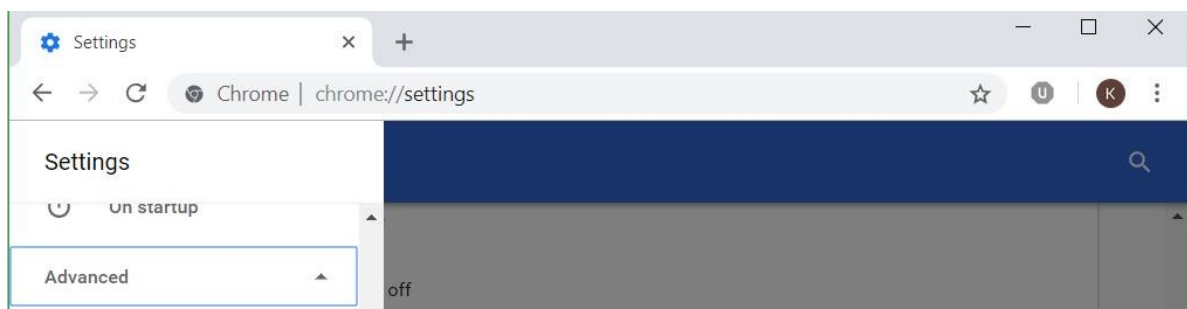 Settings
Chrome | chrome://settings
K
Settings
On startup
Advanced
off